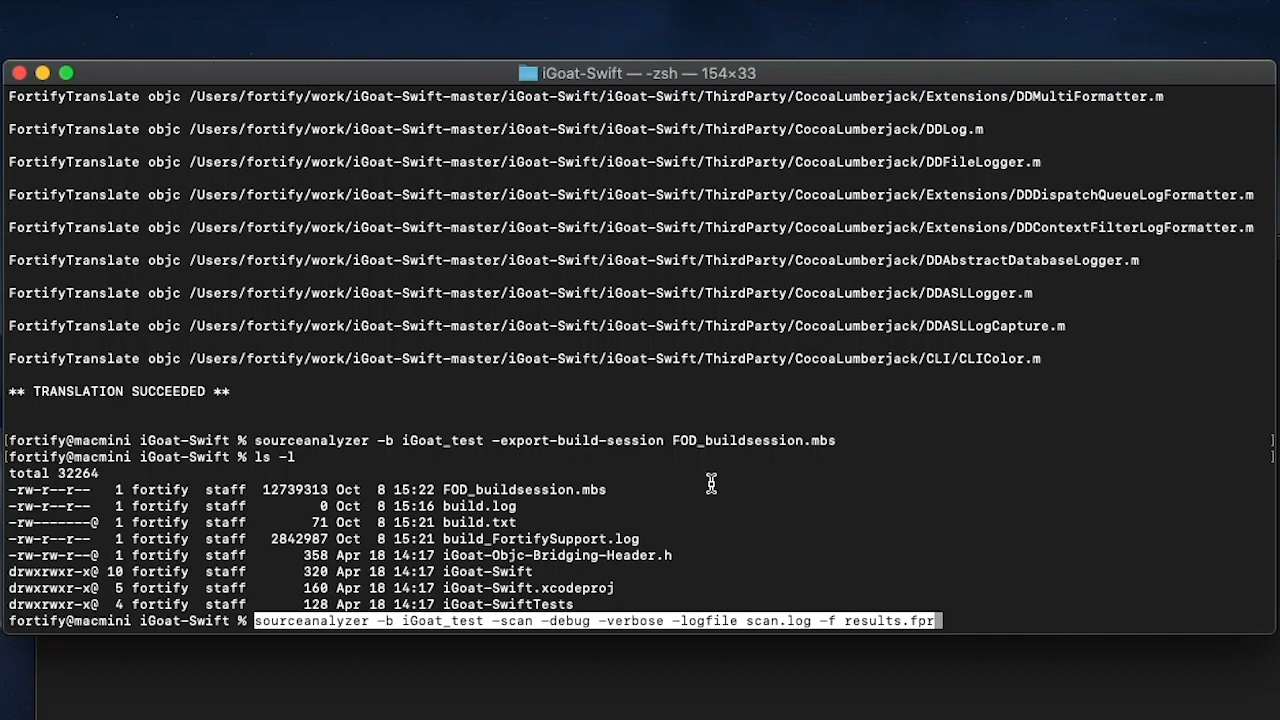 iGoat-Swift — -zsh — 154×33
FortifyTranslate objc /Users/fortify/work/iGoat-Swift-master/iGoat-Swift/iGoat-Swift/ThirdParty/CocoaLumberjack/Extensions/DDMultiFormatter.m
FortifyTranslate objc /Users/fortify/work/iGoat-Swift-master/iGoat-Swift/iGoat-Swift/ThirdParty/CocoaLumberjack/DDLog.m
FortifyTranslate objc /Users/fortify/work/iGoat-Swift-master/iGoat-Swift/iGoat-Swift/ThirdParty/CocoaLumberjack/DDFileLogger.m
FortifyTranslate objc /Users/fortify/work/iGoat-Swift-master/iGoat-Swift/iGoat-Swift/ThirdParty/CocoaLumberjack/Extensions/DDDispatchQueueLogFormatter.m
FortifyTranslate objc /Users/fortify/work/iGoat-Swift-master/iGoat-Swift/iGoat-Swift/ThirdParty/CocoaLumberjack/Extensions/DDContextFilterLogFormatter.m
FortifyTranslate objc /Users/fortify/work/iGoat-Swift-master/iGoat-Swift/iGoat-Swift/ThirdParty/CocoaLumberjack/DDAbstractDatabaseLogger.m
FortifyTranslate objc /Users/fortify/work/iGoat-Swift-master/iGoat-Swift/iGoat-Swift/ThirdParty/CocoaLumberjack/DDASLLogger.m
FortifyTranslate objc /Users/fortify/work/iGoat-Swift-master/iGoat-Swift/iGoat-Swift/ThirdParty/CocoaLumberjack/DDASLLogCapture.m
FortifyTranslate objc /Users/fortify/work/iGoat-Swift-master/iGoat-Swift/iGoat-Swift/ThirdParty/CocoaLumberjack/CLI/CLIColor.m
** TRANSLATION SUCCEEDED **
[fortify@macmini iGoat-Swift % sourceanalyzer -b iGoat_test -export-build-session FOD_buildsession.mbs ]
[fortify@macmini iGoat-Swift % ls -l ]
total 32264
-rw-r--r-- 1 fortify staff 12739313 Oct 8 15:22 FOD_buildsession.mbs
-rw-r--r-- 1 fortify staff 0 Oct 8 15:16 build.log
-rw-------@ 1 fortify staff 71 Oct 8 15:21 build.txt
-rw-r--r-- 1 fortify staff 2842987 Oct 8 15:21 build_FortifySupport.log
-rw-r--r--@ 1 fortify staff 358 Apr 18 14:17 iGoat-Objc-Bridging-Header.h
drwxrwxr-x@ 10 fortify staff 320 Apr 18 14:17 iGoat-Swift
drwxrwxr-x@ 5 fortify staff 160 Apr 18 14:17 iGoat-Swift.xcodeproj
drwxrwxr-x@ 4 fortify staff 128 Apr 18 14:17 iGoat-SwiftTests
fortify@macmini iGoat-Swift % sourceanalyzer -b iGoat_test -scan -debug -verbose -logfile scan.log -f results.fpr